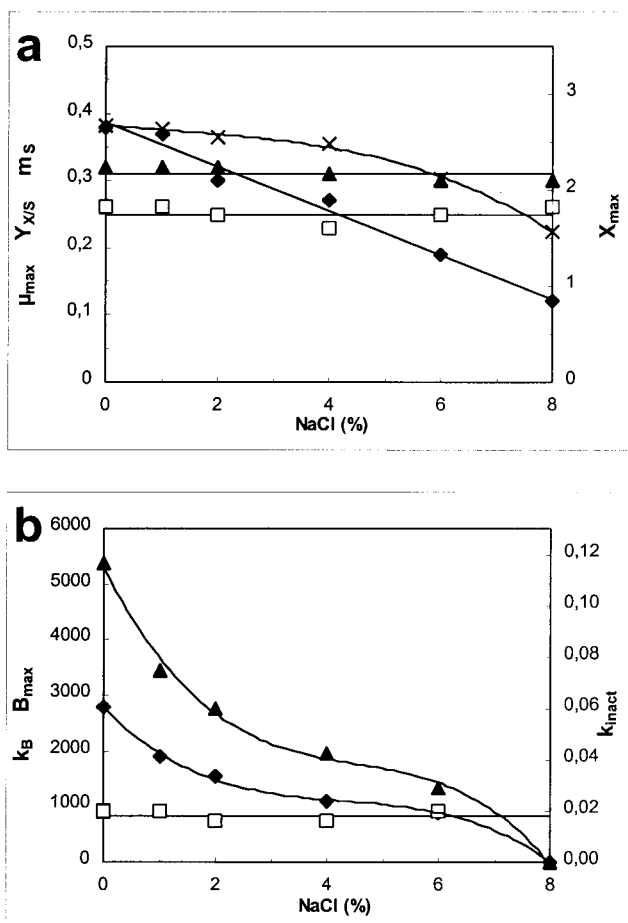 a
0,5
0,4
0,3
0,2
0,1
0
μmax Yx/s ms
3
2
1
0
Xmax
0 2 4 6 8
NaCl (%)
b
6000
5000
4000
3000
2000
1000
0
kB Bmax
0,12
0,10
0,08
0,06
0,04
0,02
0,00
kinact
0 2 4 6 8
NaCl (%)